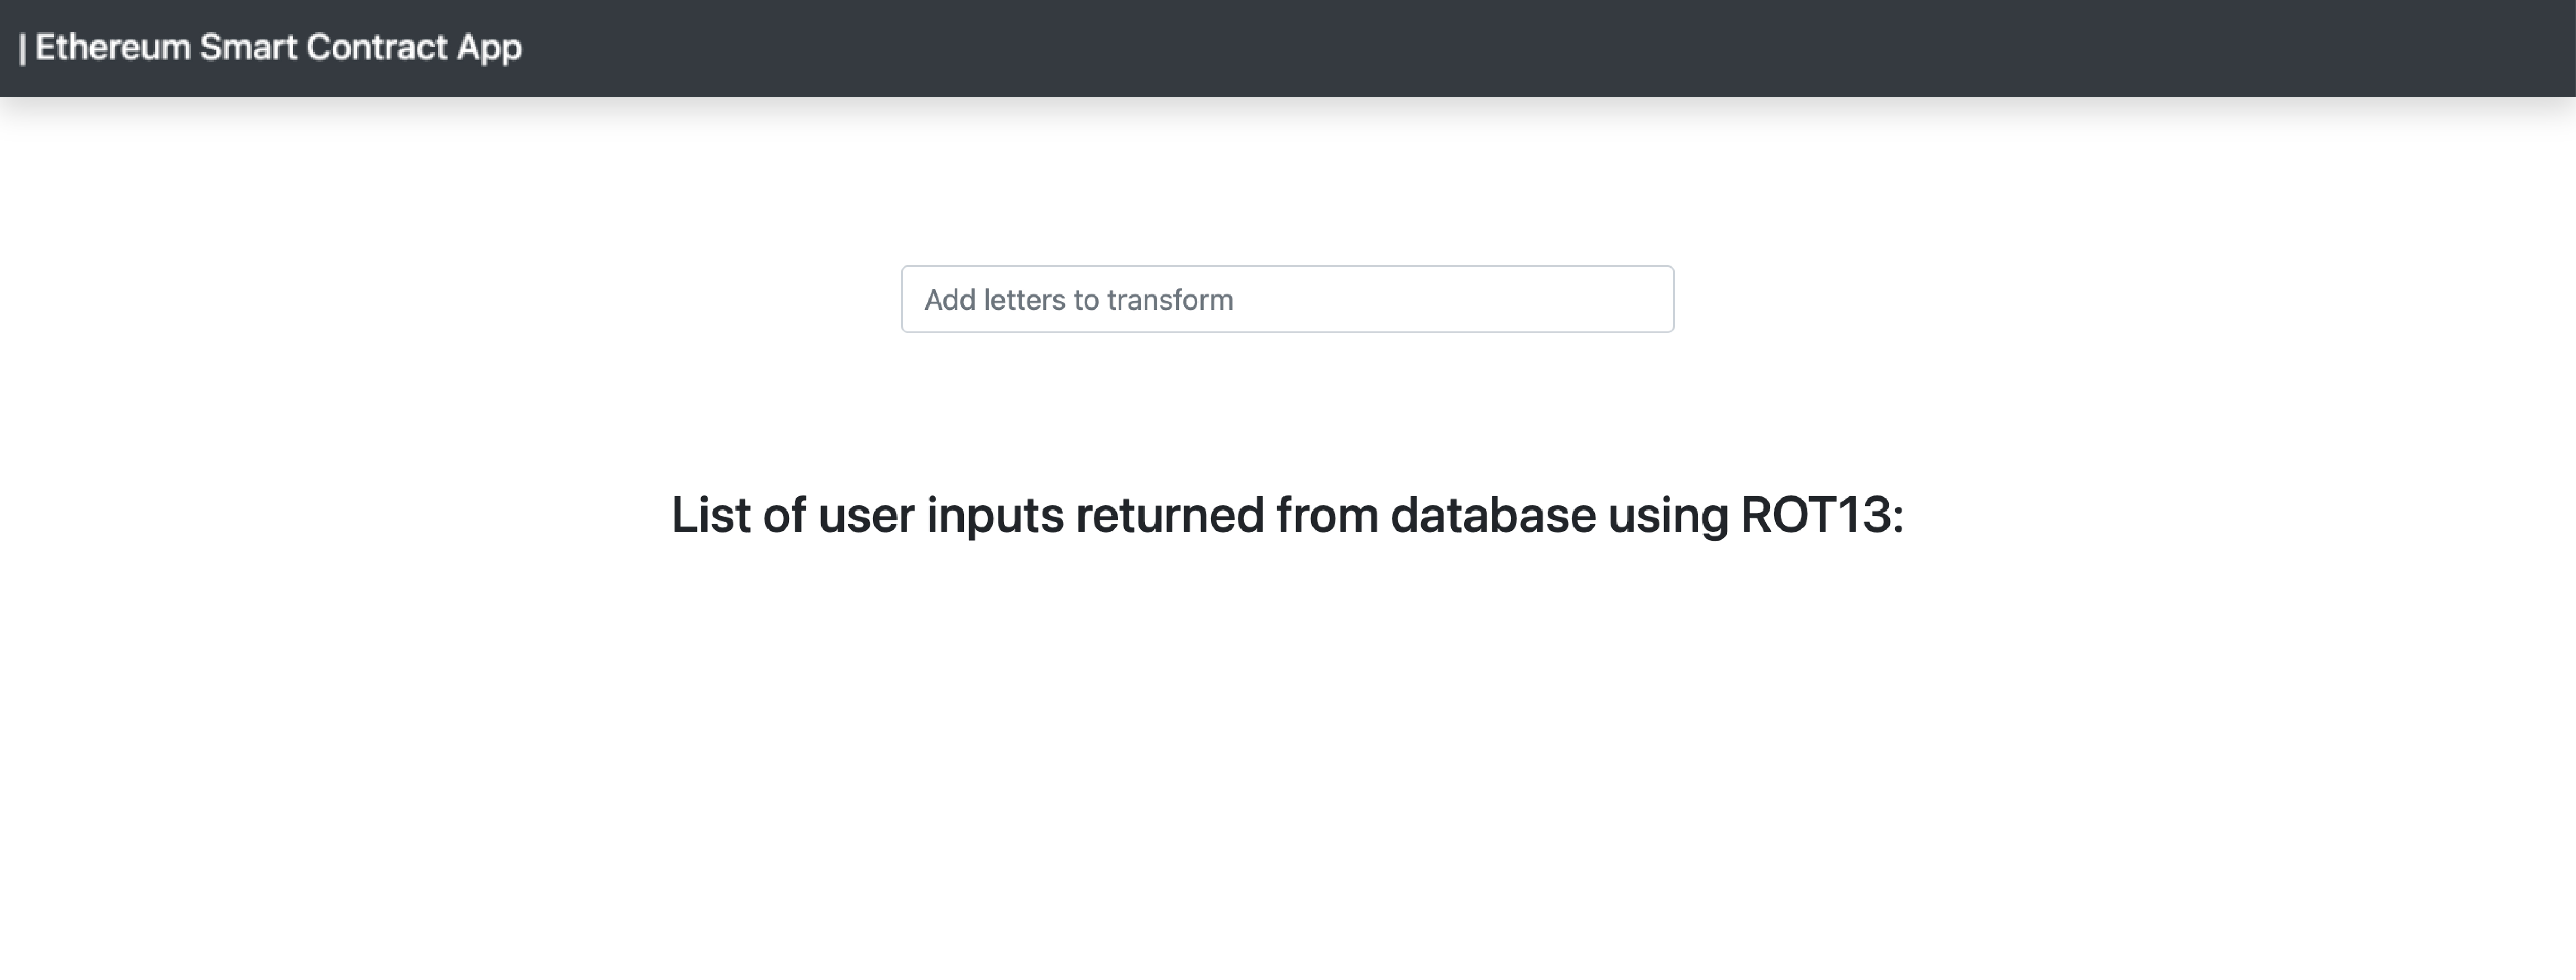 | Ethereum Smart Contract App
Add letters to transform
List of user inputs returned from database using ROT13: